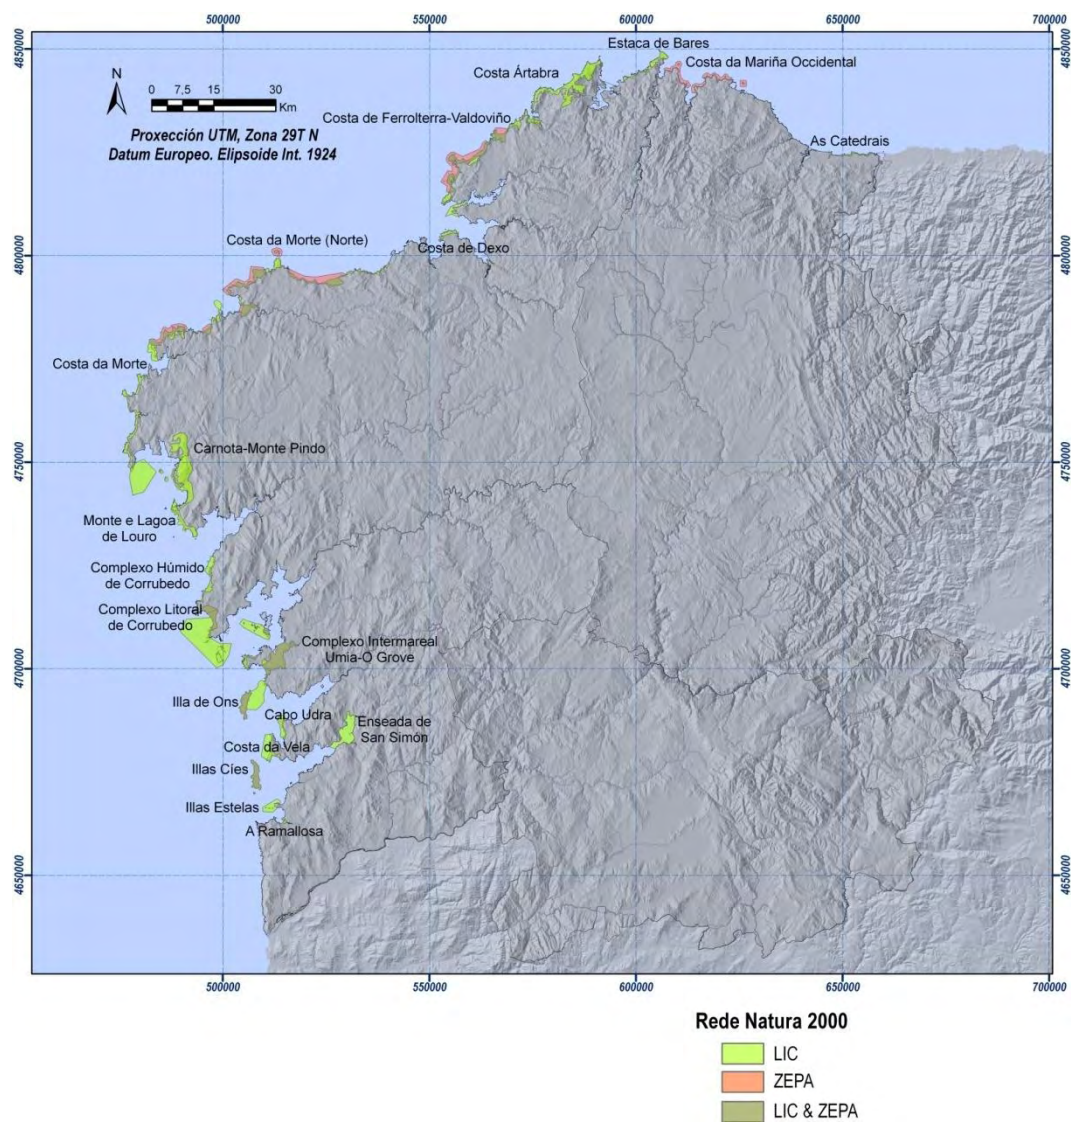 500000
550000
600000
650000
700000
4850000
4850000
Estaca de Bares
Costa Ártabra
Costa da Mariña Occidental
N
0 7,5 15 30
Km
Proxección UTM, Zona 29T N
Datum Europeo. Elipsoide Int. 1924
Costa de Ferrolterra-Valdoviño
As Catedrais
Costa da Morte (Norte)
Costa de Dexo
4800000
4800000
Costa da Morte
Carnota-Monte Pindo
4750000
4750000
Monte e Lagoa
de Louro
Complexo Húmido
de Corrubedo
Complexo Litoral
de Corrubedo
Complexo Intermareal
Umia-O Grove
4700000
4700000
Illa de Ons
Cabo Udra
Enseada de
San Simón
Costa da Vela
Illas Cíes
Illas Estelas
A Ramallosa
4650000
4650000
500000
550000
600000
650000
700000
Rede Natura 2000
LIC
ZEPA
LIC & ZEPA